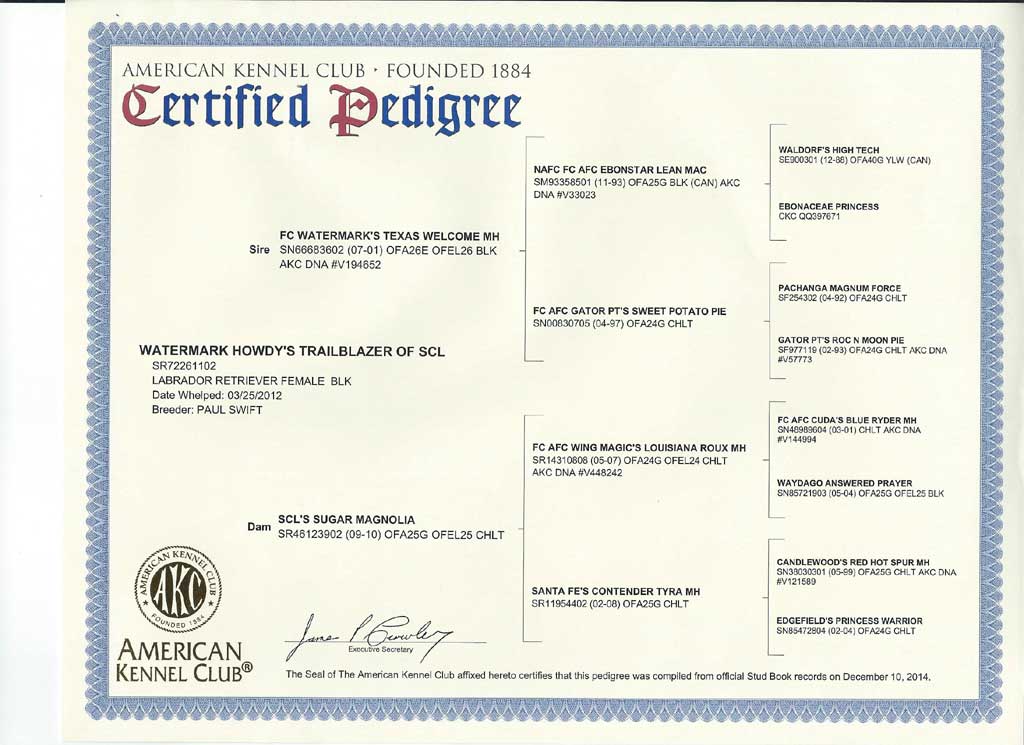 AMERICAN KENNEL CLUB · FOUNDED 1884
Certified Pedigree
WALDORF'S HIGH TECH
SE900301 (12-88) OFA40G YLW (CAN)
NAFC FC AFC EBONSTAR LEAN MAC
SM93358501 (11-93) OFA25G BLK (CAN) AKC
DNA #V33023
EBONACEAE PRINCESS
CKC QQ397671
FC WATERMARK'S TEXAS WELCOME MH
Sire SN66683602 (07-01) OFA26E OFEL26 BLK
AKC DNA #V194652
PACHANGA MAGNUM FORCE
SF254302 (04-92) OFA24G CHLT
FC AFC GATOR PT'S SWEET POTATO PIE
SN00830705 (04-97) OFA24G CHLT
GATOR PT'S ROC N MOON PIE
SF977119 (02-93) OFA24G CHLT AKC DNA
#V57773
WATERMARK HOWDY'S TRAILBLAZER OF SCL
SR72261102
LABRADOR RETRIEVER FEMALE BLK
Date Whelped: 03/25/2012
Breeder: PAUL SWIFT
FC AFC CUDA'S BLUE RYDER MH
SN48989604 (03-01) CHLT AKC DNA
#V144994
FC AFC WING MAGIC'S LOUISIANA ROUX MH
SR14310808 (05-07) OFA24G OFEL24 CHLT
AKC DNA #V448242
WAYDAGO ANSWERED PRAYER
SN85721903 (05-04) OFA25G OFEL25 BLK
Dam SCL'S SUGAR MAGNOLIA
SR46123902 (09-10) OFA25G OFEL25 CHLT
CANDLEWOOD'S RED HOT SPUR MH
SN38030301 (05-99) OFA25G CHLT AKC DNA
#V121589
SANTA FE'S CONTENDER TYRA MH
SR11954402 (02-08) OFA25G CHLT
EDGEFIELD'S PRINCESS WARRIOR
SN85472804 (02-04) OFA24G CHLT
AMERICAN KENNEL CLUB
AKC
FOUNDED 1884
AMERICAN
KENNEL CLUB®
James P Crowley
Executive Secretary
The Seal of The American Kennel Club affixed hereto certifies that this pedigree was compiled from official Stud Book records on December 10, 2014.